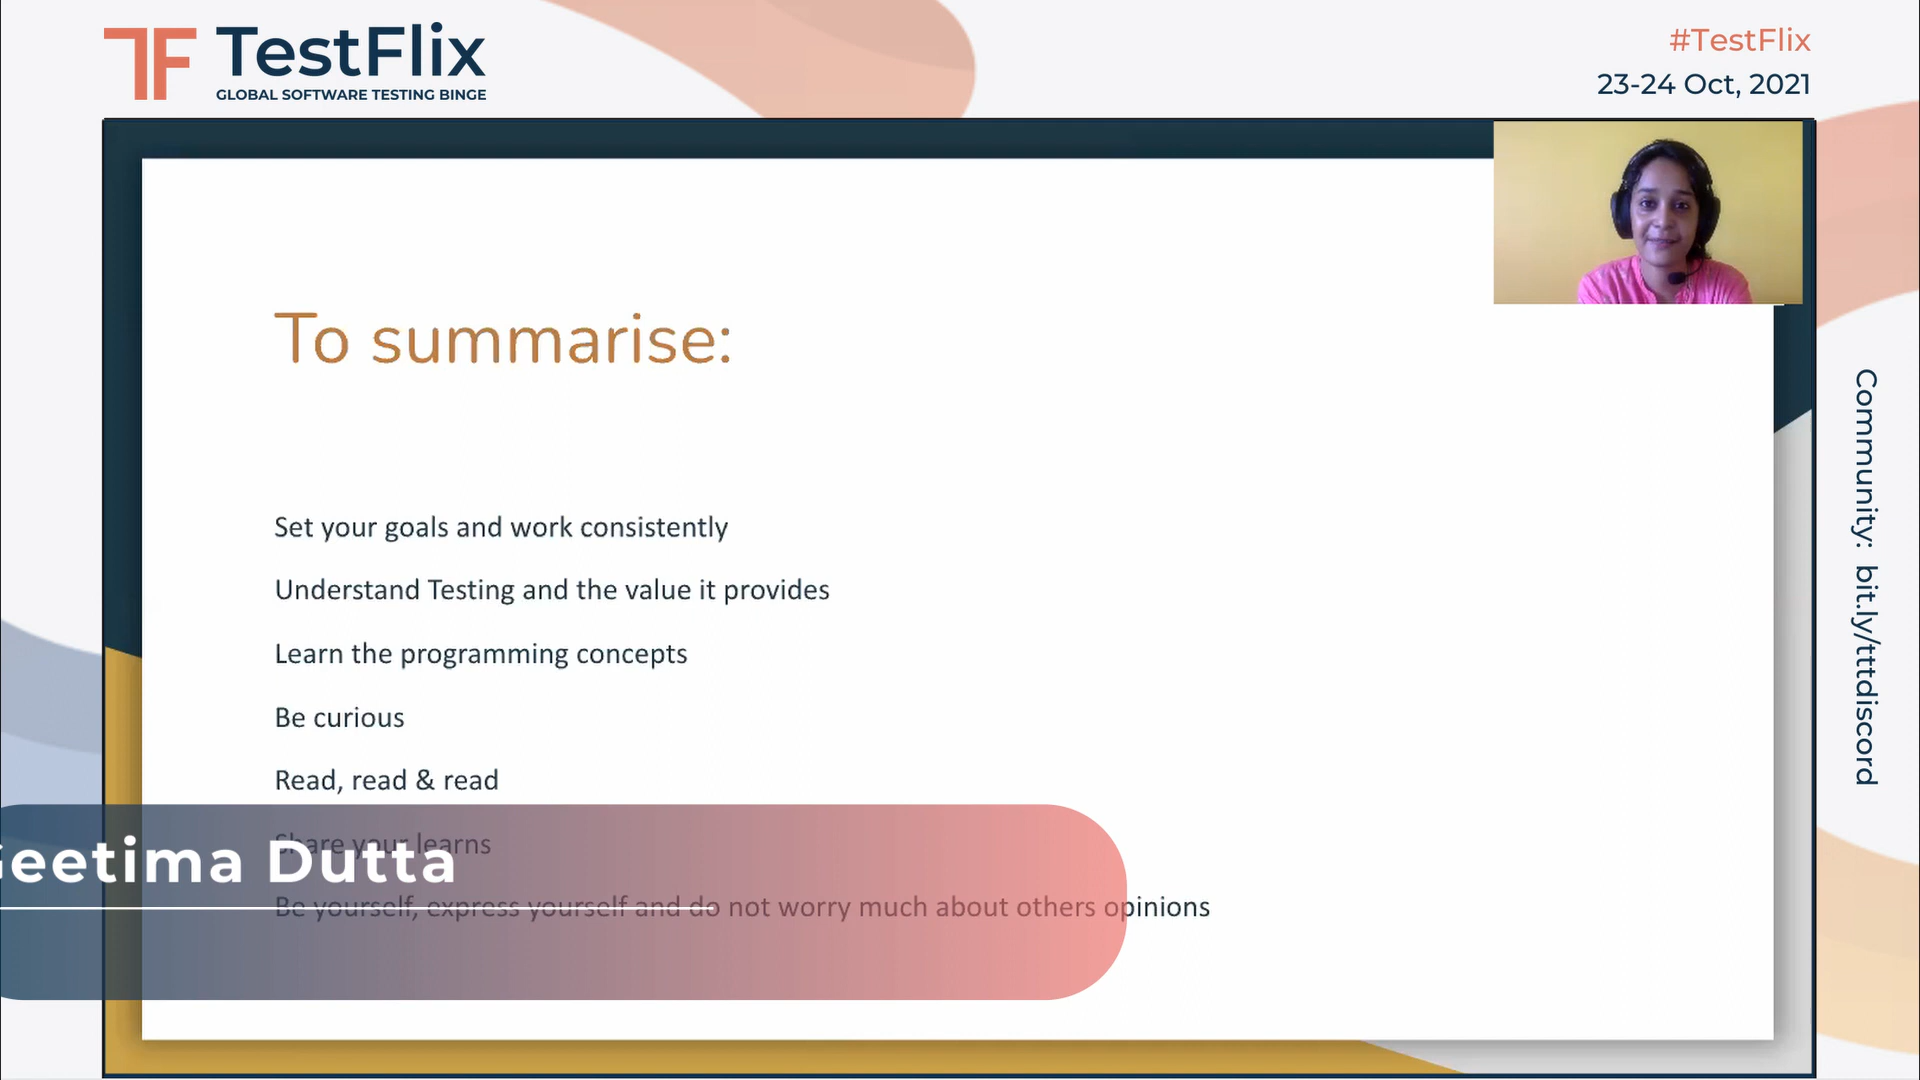 TF TestFlix
GLOBAL SOFTWARE TESTING BINGE
#TestFlix
23-24 Oct, 2021
To summarise:
Set your goals and work consistently
Understand Testing and the value it provides
Learn the programming concepts
Be curious
Read, read & read
Share your learns
Geetima Dutta
Be yourself, express yourself and do not worry much about others opinions
Community: bit.ly/tttdiscord